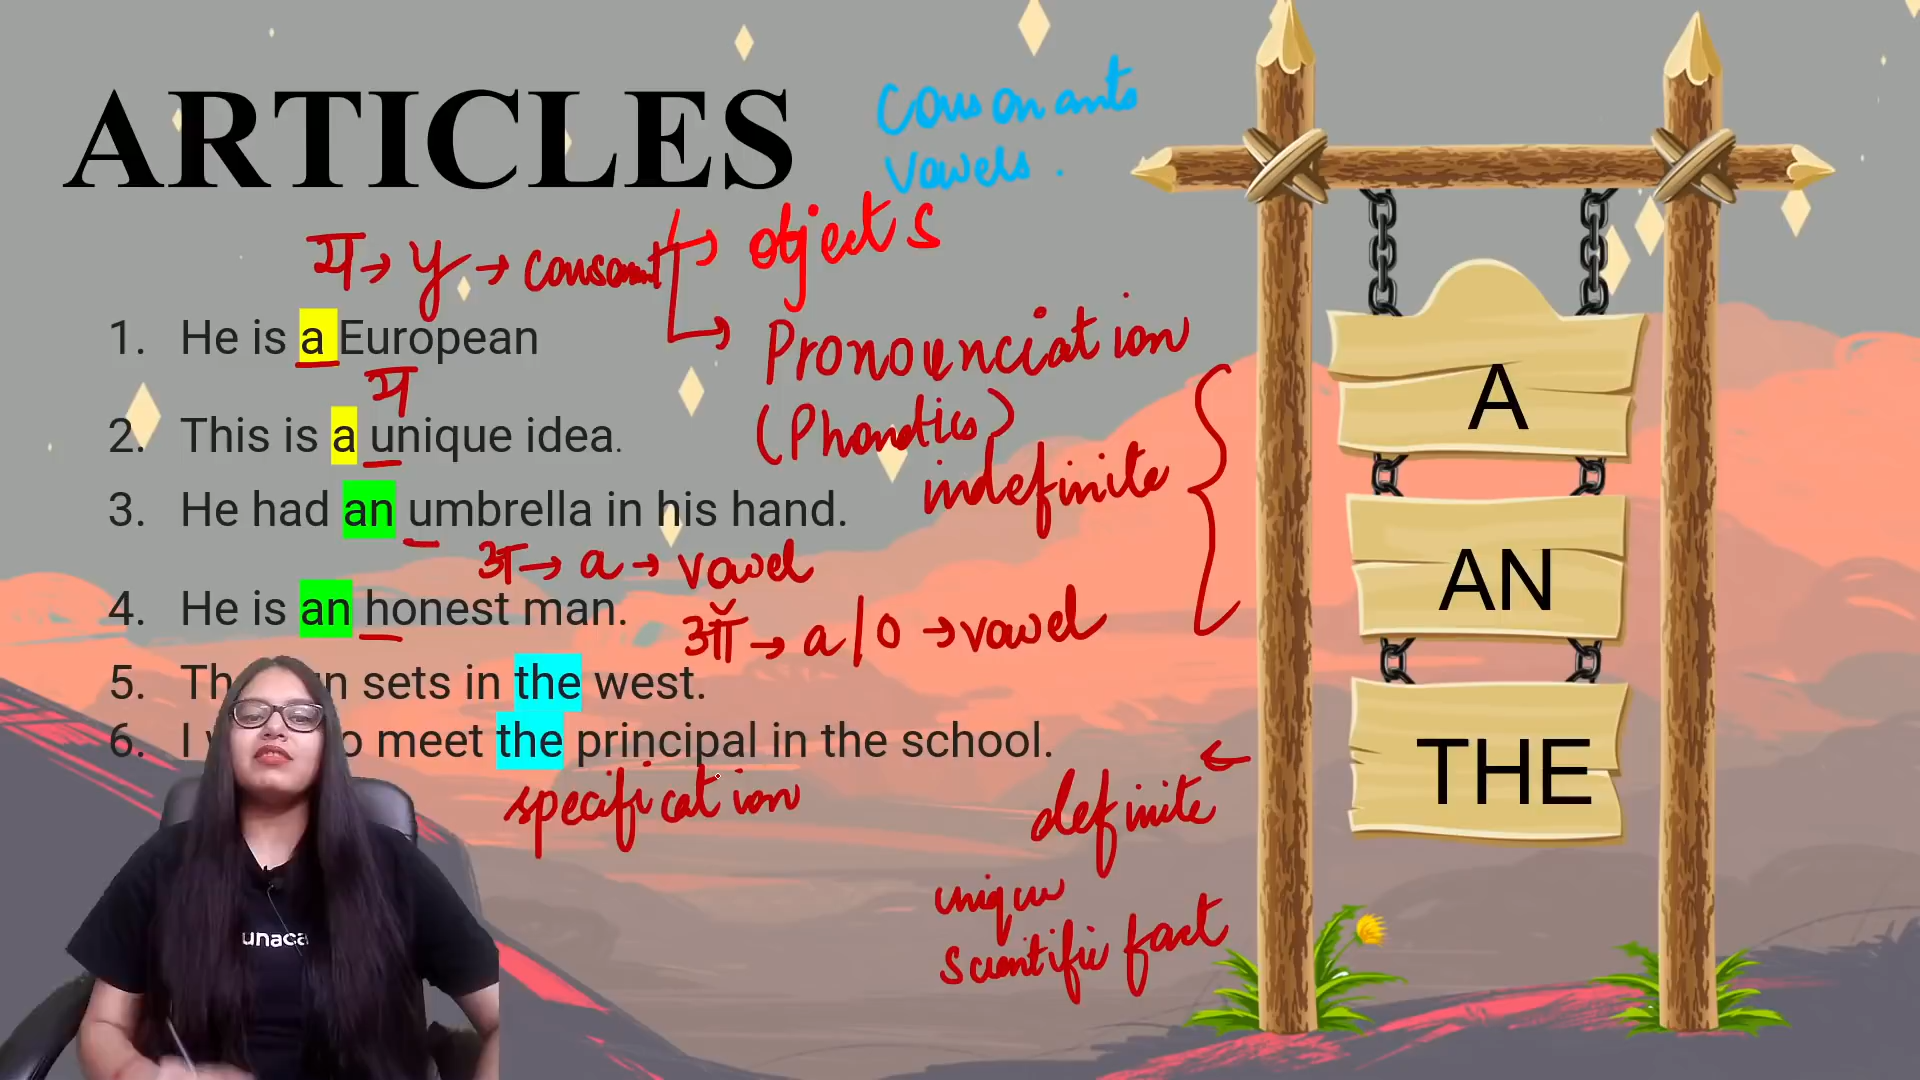 ARTICLES
Consonants
Vowels.
य → y → consonant
→ objects
→ Pronounciation
(Phonetics)
1. He is a European
य
2. This is a unique idea.
3. He had an umbrella in his hand.
indefinite
अ → a → vowel
4. He is an honest man.
→ a/o → vowel
5. sets in the west.
6. I meet the principal in the school.
specification
definite
unique
scientific fact
A
AN
THE
unaca